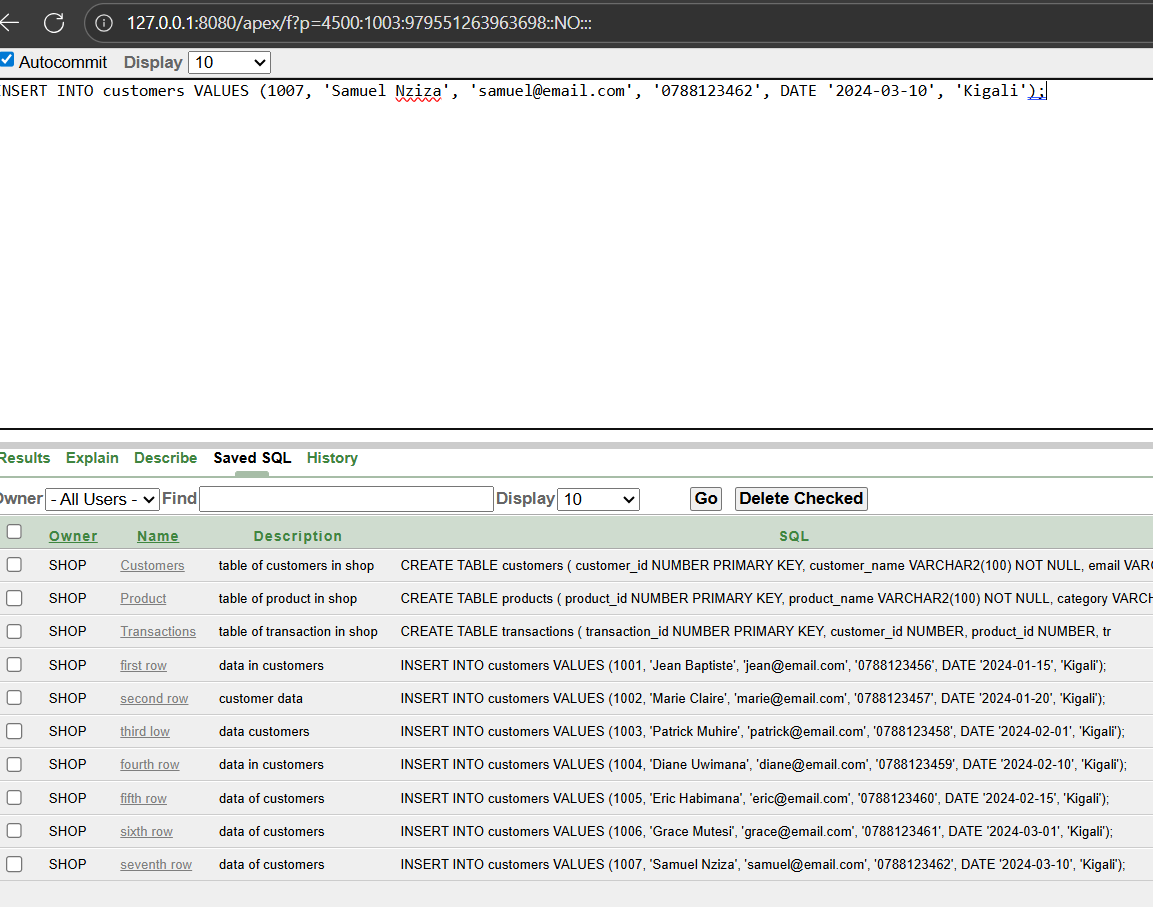 127.0.0.1:8080/apex/f?p=4500:1003:979551263963698::NO:::
Autocommit Display 10
NSERT INTO customers VALUES (1007, 'Samuel Nziza', 'samuel@email.com', '0788123462', DATE '2024-03-10', 'Kigali');
Results Explain Describe Saved SQL History
Owner - All Users - Find Display 10 Go Delete Checked
Owner Name Description SQL
SHOP Customers table of customers in shop CREATE TABLE customers ( customer_id NUMBER PRIMARY KEY, customer_name VARCHAR2(100) NOT NULL, email VARC
SHOP Product table of product in shop CREATE TABLE products ( product_id NUMBER PRIMARY KEY, product_name VARCHAR2(100) NOT NULL, category VARCH
SHOP Transactions table of transaction in shop CREATE TABLE transactions ( transaction_id NUMBER PRIMARY KEY, customer_id NUMBER, product_id NUMBER, tr
SHOP first row data in customers INSERT INTO customers VALUES (1001, 'Jean Baptiste', 'jean@email.com', '0788123456', DATE '2024-01-15', 'Kigali');
SHOP second row customer data INSERT INTO customers VALUES (1002, 'Marie Claire', 'marie@email.com', '0788123457', DATE '2024-01-20', 'Kigali');
SHOP third low data customers INSERT INTO customers VALUES (1003, 'Patrick Muhire', 'patrick@email.com', '0788123458', DATE '2024-02-01', 'Kigali');
SHOP fourth row data in customers INSERT INTO customers VALUES (1004, 'Diane Uwimana', 'diane@email.com', '0788123459', DATE '2024-02-10', 'Kigali');
SHOP fifth row data of customers INSERT INTO customers VALUES (1005, 'Eric Habimana', 'eric@email.com', '0788123460', DATE '2024-02-15', 'Kigali');
SHOP sixth row data of customers INSERT INTO customers VALUES (1006, 'Grace Mutesi', 'grace@email.com', '0788123461', DATE '2024-03-01', 'Kigali');
SHOP seventh row data of customers INSERT INTO customers VALUES (1007, 'Samuel Nziza', 'samuel@email.com', '0788123462', DATE '2024-03-10', 'Kigali');